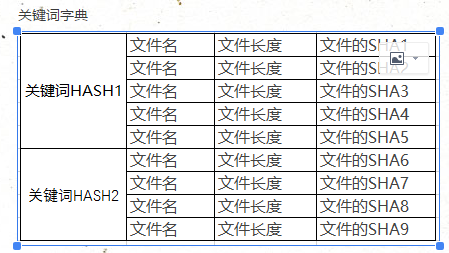 关键词字典
文件名 文件长度 文件的SHA1
文件名 文件长度 文件的SHA2
关键词HASH1 文件名 文件长度 文件的SHA3
文件名 文件长度 文件的SHA4
文件名 文件长度 文件的SHA5
文件名 文件长度 文件的SHA6
文件名 文件长度 文件的SHA7
关键词HASH2
文件名 文件长度 文件的SHA8
文件名 文件长度 文件的SHA9